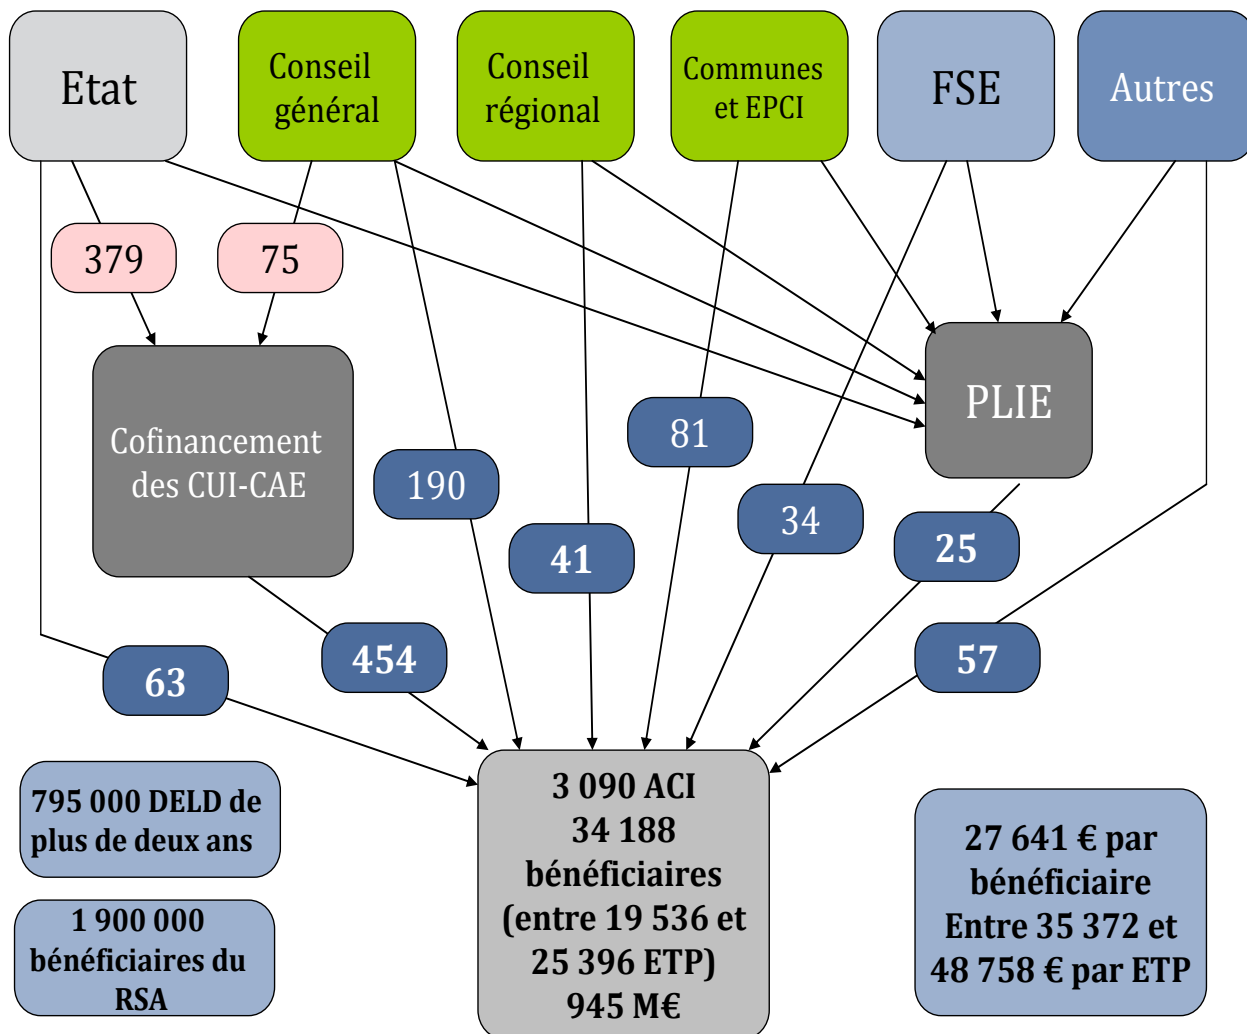 Etat
Conseil
général
Conseil
régional
Communes
et EPCI
FSE
Autres
379
75
Cofinancement
des CUI-CAE
PLIE
190
81
34
41
25
63
454
57
795 000 DELD de
plus de deux ans
1 900 000
bénéficiaires du
RSA
3 090 ACI
34 188
bénéficiaires
(entre 19 536 et
25 396 ETP)
945 M€
27 641 € par
bénéficiaire
Entre 35 372 et
48 758 € par ETP